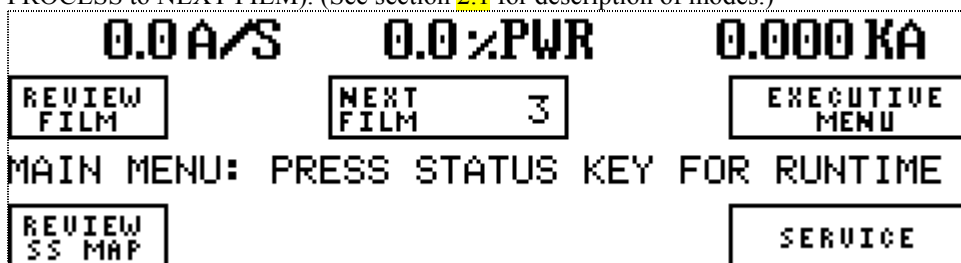 PROCESS to NEXT FILM). (See section 2.1 for description of modes.)
0.0 A/S 0.0 %PWR 0.000 KA
REVIEW FILM NEXT FILM 3 EXECUTIVE MENU
MAIN MENU: PRESS STATUS KEY FOR RUNTIME
REVIEW SS MAP SERVICE